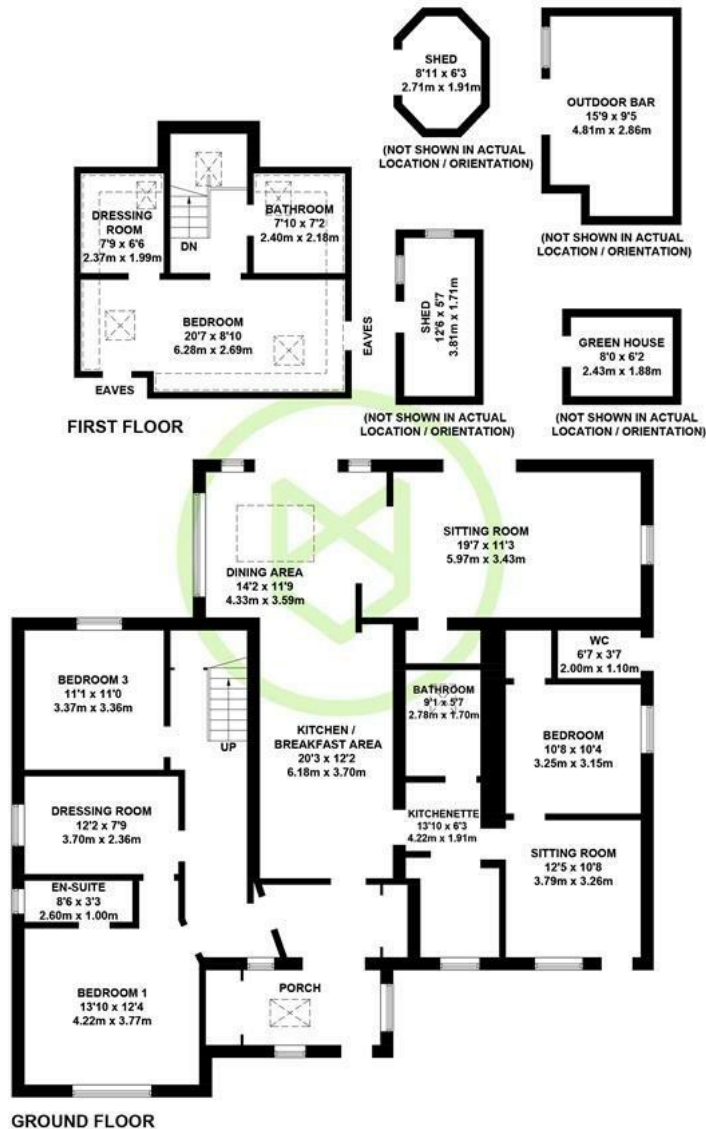 SHED
8'11 x 6'3
2.71m x 1.91m
(NOT SHOWN IN ACTUAL
LOCATION / ORIENTATION)
OUTDOOR BAR
15'9 x 9'5
4.81m x 2.86m
(NOT SHOWN IN ACTUAL
LOCATION / ORIENTATION)
DRESSING
ROOM
7'9 x 6'6
2.37m x 1.99m
DN
BATHROOM
7'10 x 7'2
2.40m x 2.18m
BEDROOM
20'7 x 8'10
6.28m x 2.69m
EAVES
EAVES
FIRST FLOOR
SHED
12'6 x 5'7
3.81m x 1.71m
(NOT SHOWN IN ACTUAL
LOCATION / ORIENTATION)
GREEN HOUSE
8'0 x 6'2
2.43m x 1.88m
(NOT SHOWN IN ACTUAL
LOCATION / ORIENTATION)
SITTING ROOM
19'7 x 11'3
5.97m x 3.43m
DINING AREA
14'2 x 11'9
4.33m x 3.59m
WC
6'7 x 3'7
2.00m x 1.10m
BEDROOM 3
11'1 x 11'0
3.37m x 3.36m
UP
BATHROOM
9'1 x 5'7
2.78m x 1.70m
KITCHEN /
BREAKFAST AREA
20'3 x 12'2
6.18m x 3.70m
BEDROOM
10'8 x 10'4
3.25m x 3.15m
DRESSING ROOM
12'2 x 7'9
3.70m x 2.36m
KITCHENETTE
13'10 x 6'3
4.22m x 1.91m
SITTING ROOM
12'5 x 10'8
3.79m x 3.26m
EN-SUITE
8'6 x 3'3
2.60m x 1.00m
BEDROOM 1
13'10 x 12'4
4.22m x 3.77m
PORCH
GROUND FLOOR